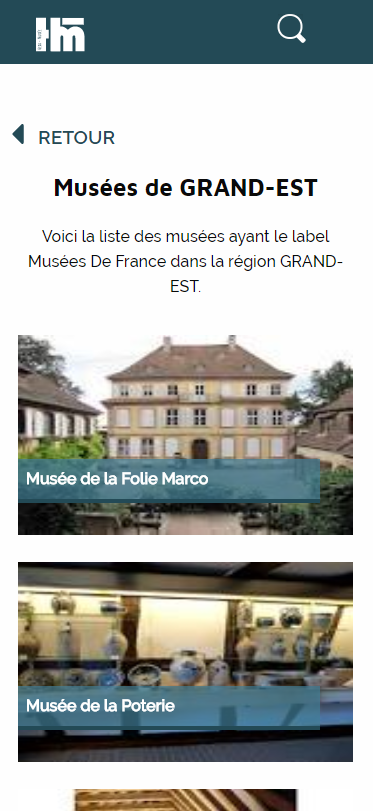 RETOUR
Musées de GRAND-EST
Voici la liste des musées ayant le label
Musées De France dans la région GRAND-
EST.
Musée de la Folie Marco
Musée de la Poterie